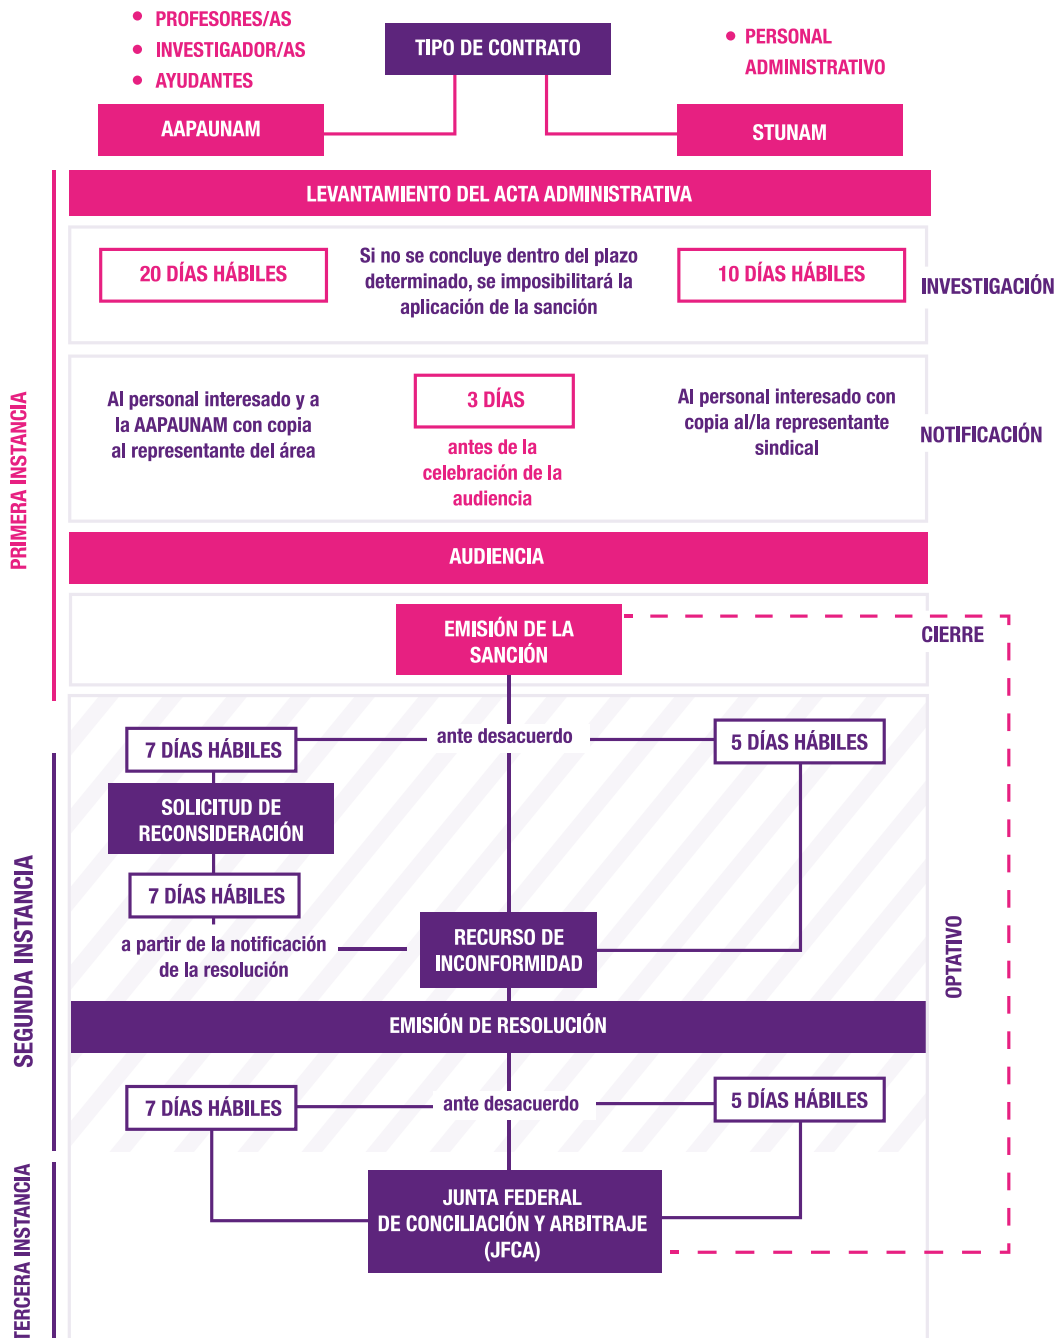 TIPO DE CONTRATO
PROFESORES/AS
INVESTIGADOR/AS
AYUDANTES
PERSONAL
ADMINISTRATIVO
AAPAUNAM
STUNAM
PRIMERA INSTANCIA
LEVANTAMIENTO DEL ACTA ADMINISTRATIVA
20 DÍAS HÁBILES
Si no se concluye dentro del plazo
determinado, se imposibilitará la
aplicación de la sanción
10 DÍAS HÁBILES
INVESTIGACIÓN
Al personal interesado y a
la AAPAUNAM con copia
al representante del área
3 DÍAS
antes de la
celebración de la
audiencia
Al personal interesado con
copia al/la representante
sindical
NOTIFICACIÓN
AUDIENCIA
EMISIÓN DE LA
SANCIÓN
CIERRE
SEGUNDA INSTANCIA
7 DÍAS HÁBILES
ante desacuerdo
5 DÍAS HÁBILES
SOLICITUD DE
RECONSIDERACIÓN
7 DÍAS HÁBILES
a partir de la notificación
de la resolución
RECURSO DE
INCONFORMIDAD
OPTATIVO
EMISIÓN DE RESOLUCIÓN
7 DÍAS HÁBILES
ante desacuerdo
5 DÍAS HÁBILES
TERCERA INSTANCIA
JUNTA FEDERAL
DE CONCILIACIÓN Y ARBITRAJE
(JFCA)